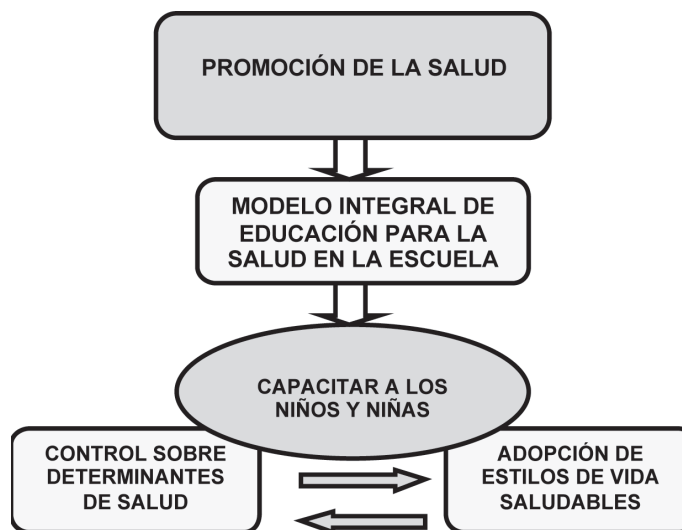 PROMOCIÓN DE LA SALUD
MODELO INTEGRAL DE
EDUCACIÓN PARA LA
SALUD EN LA ESCUELA
CAPACITAR A LOS
NIÑOS Y NIÑAS
CONTROL SOBRE
DETERMINANTES
DE SALUD
ADOPCIÓN DE
ESTILOS DE VIDA
SALUDABLES